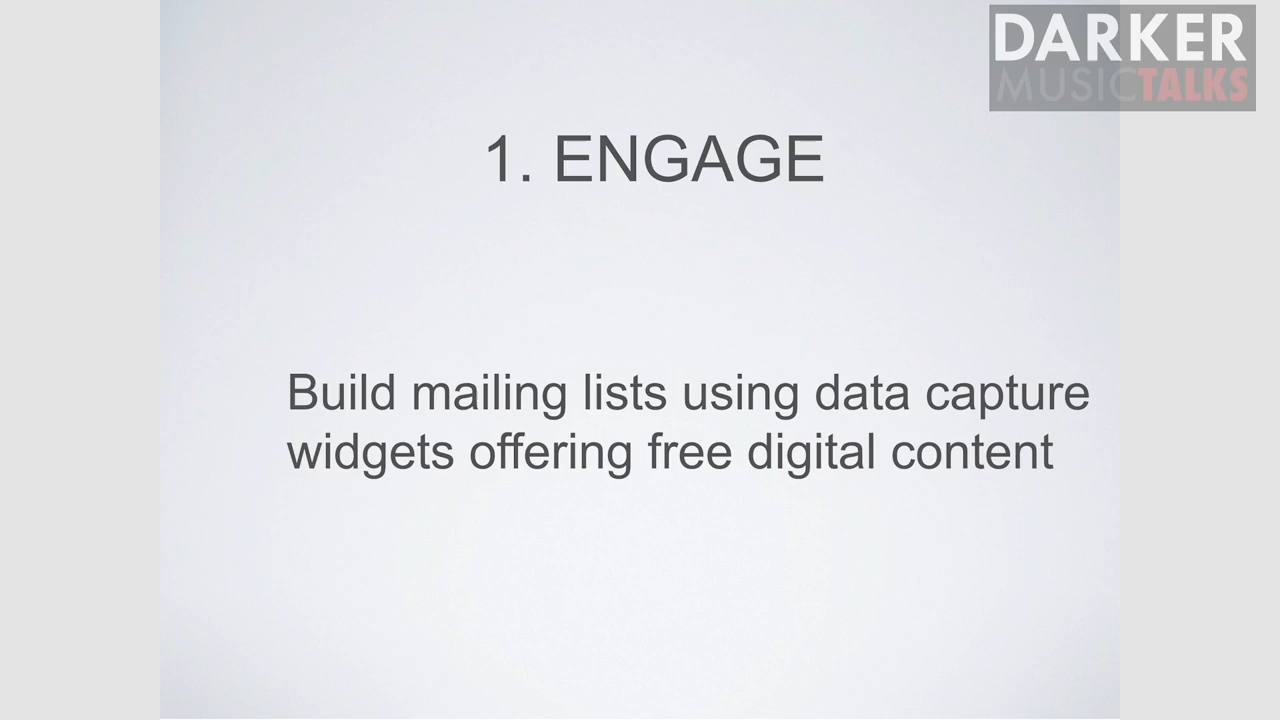 DARKER
MUSICTALKS
1. ENGAGE
Build mailing lists using data capture
widgets offering free digital content